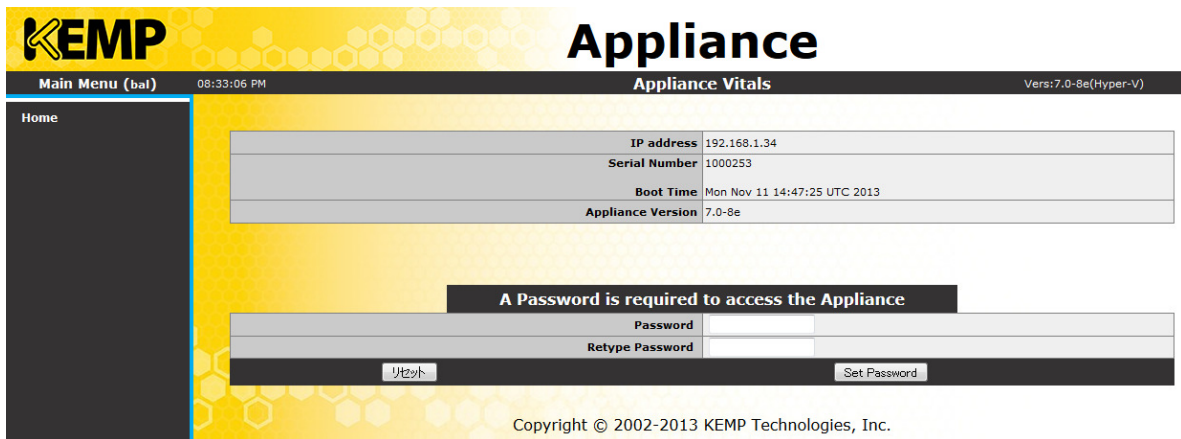 KEMP
Appliance
Main Menu (bal) 08:33:06 PM Appliance Vitals Vers:7.0-8e(Hyper-V)
Home
IP address 192.168.1.34
Serial Number 1000253
Boot Time Mon Nov 11 14:47:25 UTC 2013
Appliance Version 7.0-8e
A Password is required to access the Appliance
Password
Retype Password
リセット Set Password
Copyright © 2002-2013 KEMP Technologies, Inc.